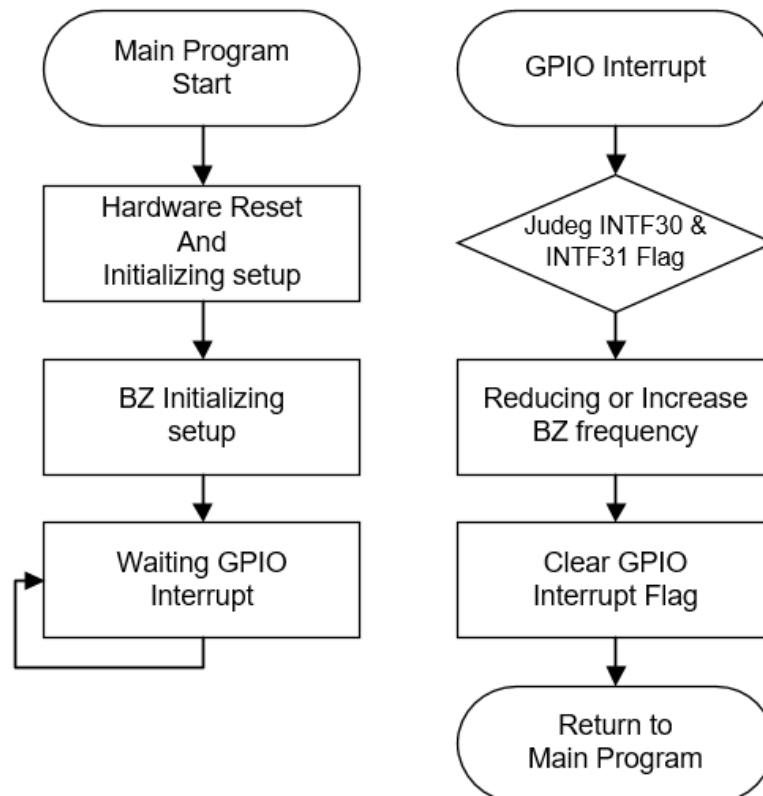 Main Program
Start
Hardware Reset
And
Initializing setup
BZ Initializing
setup
Waiting GPIO
Interrupt
GPIO Interrupt
Judeg INTF30 &
INTF31 Flag
Reducing or Increase
BZ frequency
Clear GPIO
Interrupt Flag
Return to
Main Program